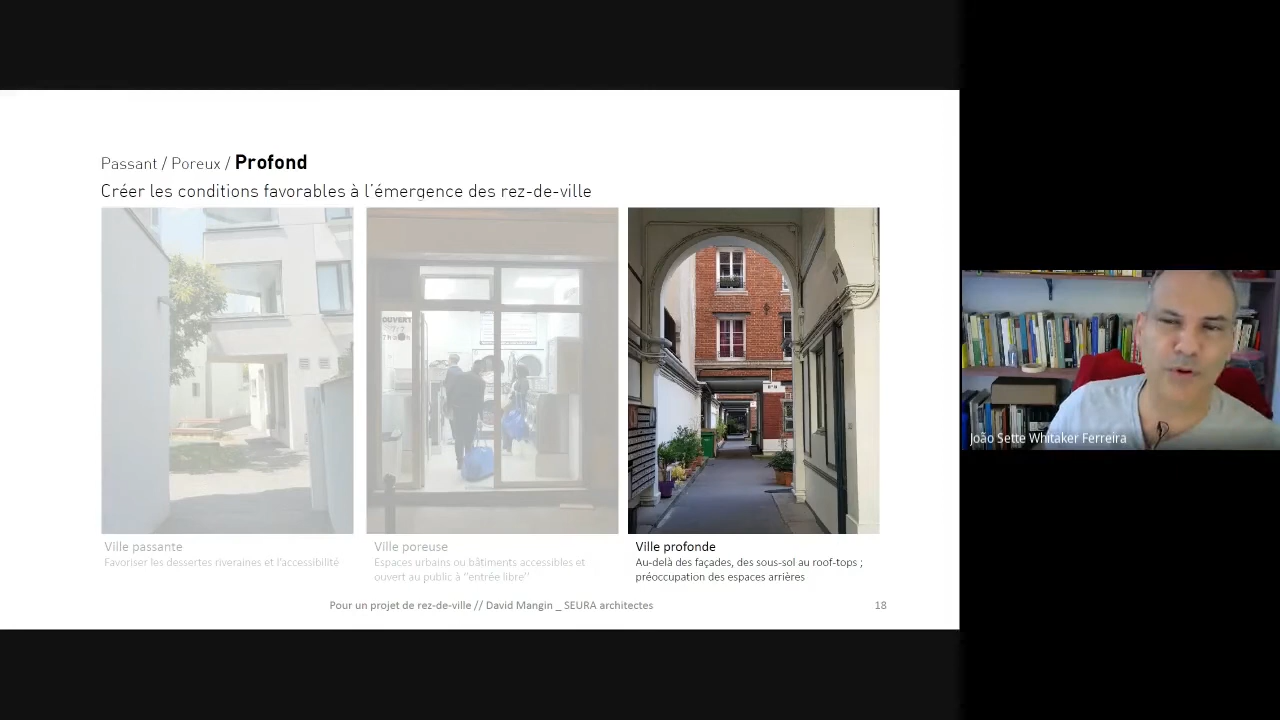 Passant / Poreux / Profond
Créer les conditions favorables à l'émergence des rez-de-ville
OUVERT
Ville passante
Favoriser les dessertes riveraines et l'accessibilité
Ville poreuse
Espaces urbains ou bâtiments accessibles et
ouvert au public à ‘’entrée libre’’
Ville profonde
Au-delà des façades, des sous-sol au roof-tops ;
préoccupation des espaces arrières
Pour un projet de rez-de-ville // David Mangin _ SEURA architectes
18
João Sette Whitaker Ferreira